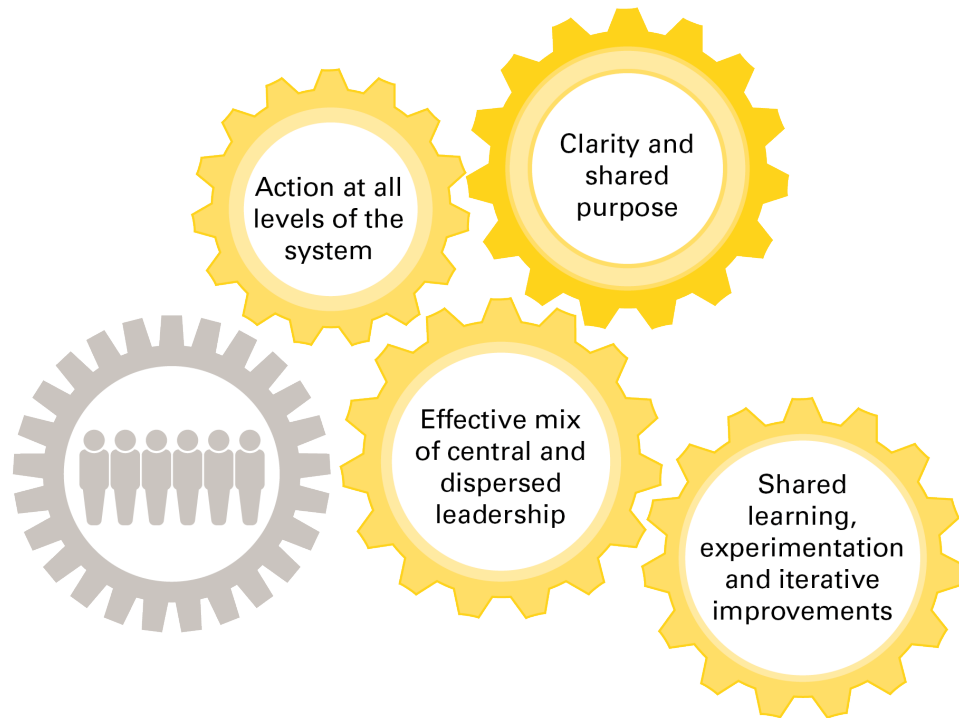 Action at all
levels of the
system
Clarity and
shared
purpose
Effective mix
of central and
dispersed
leadership
Shared
learning,
experimentation
and iterative
improvements